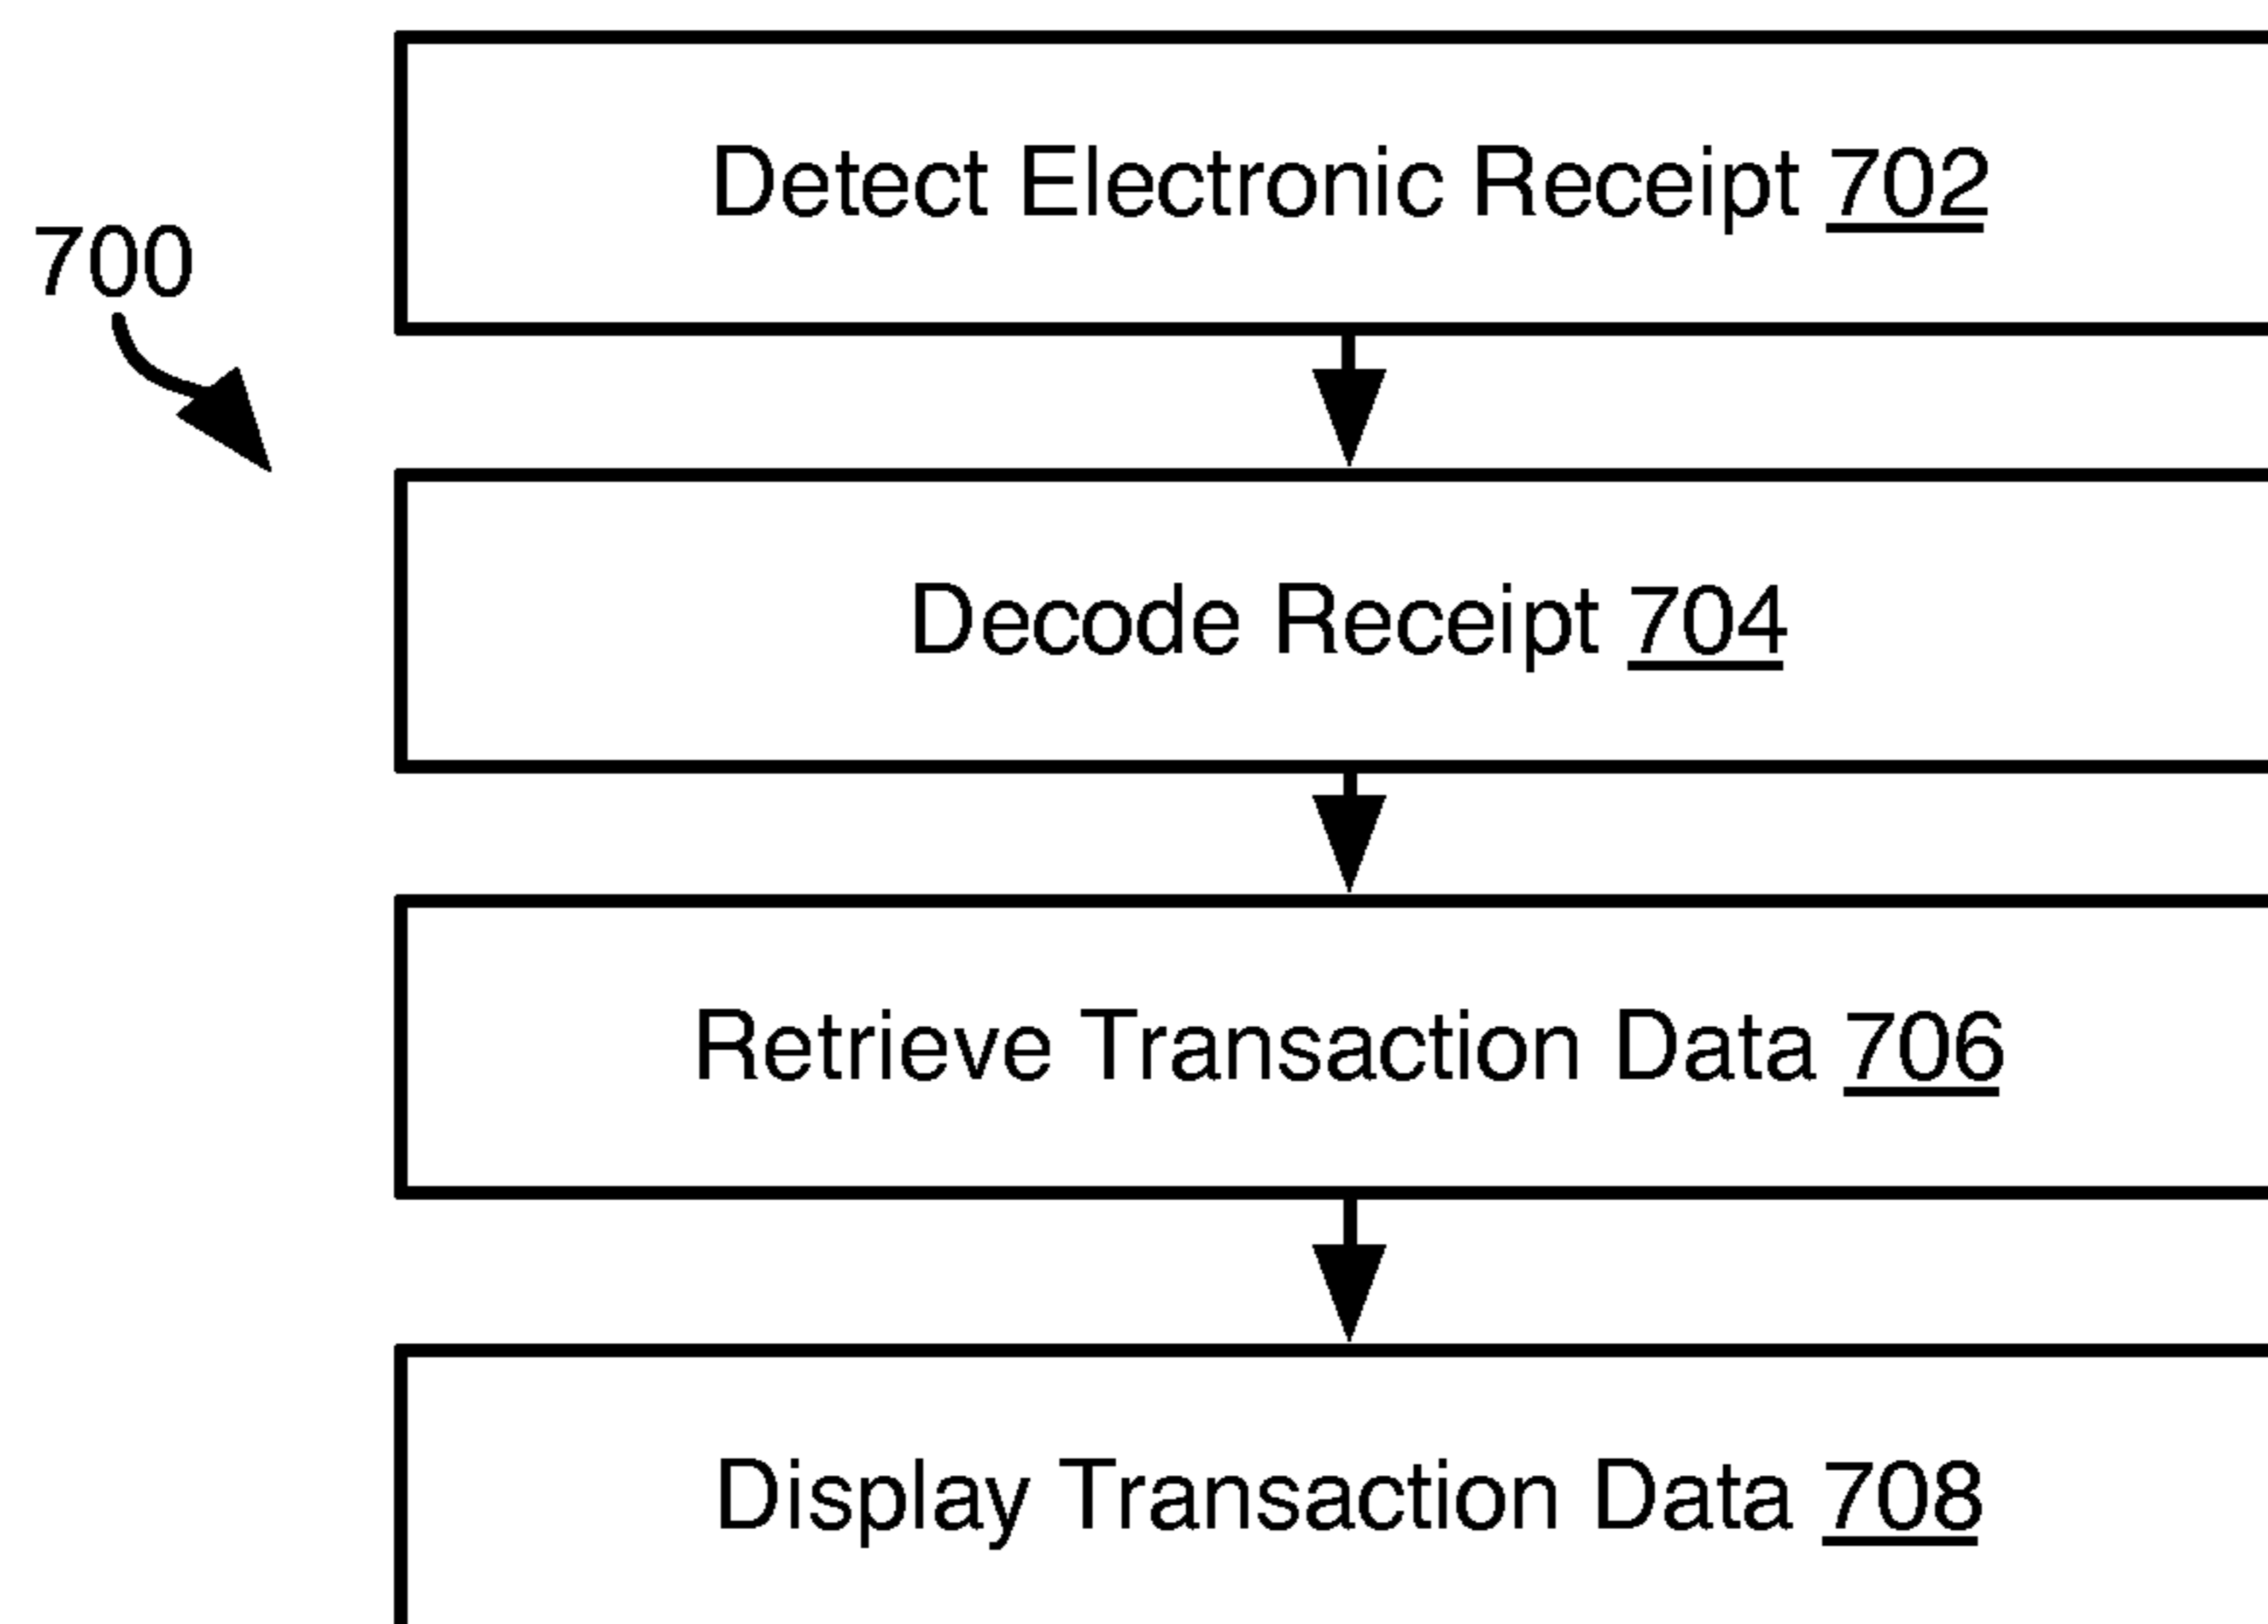 Detect Electronic Receipt 702
700
Decode Receipt 704
Retrieve Transaction Data 706
Display Transaction Data 708